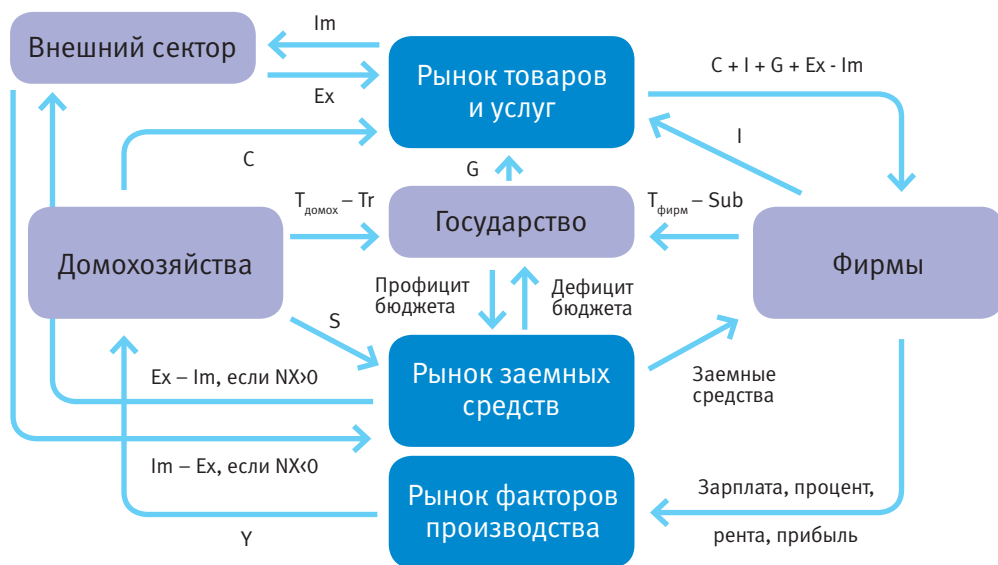 Im
Внешний сектор
Ex
Рынок товаров
и услуг
C + I + G + Ex - Im
C
I
G
Tдомох – Tr
Государство
Tфирм – Sub
Домохозяйства
Фирмы
Профицит
бюджета
Дефицит
бюджета
S
Рынок заемных
средств
Ex – Im, если NX>0
Заемные
средства
Im – Ex, если NX<0
Рынок факторов
производства
Зарплата, процент,
рента, прибыль
Y